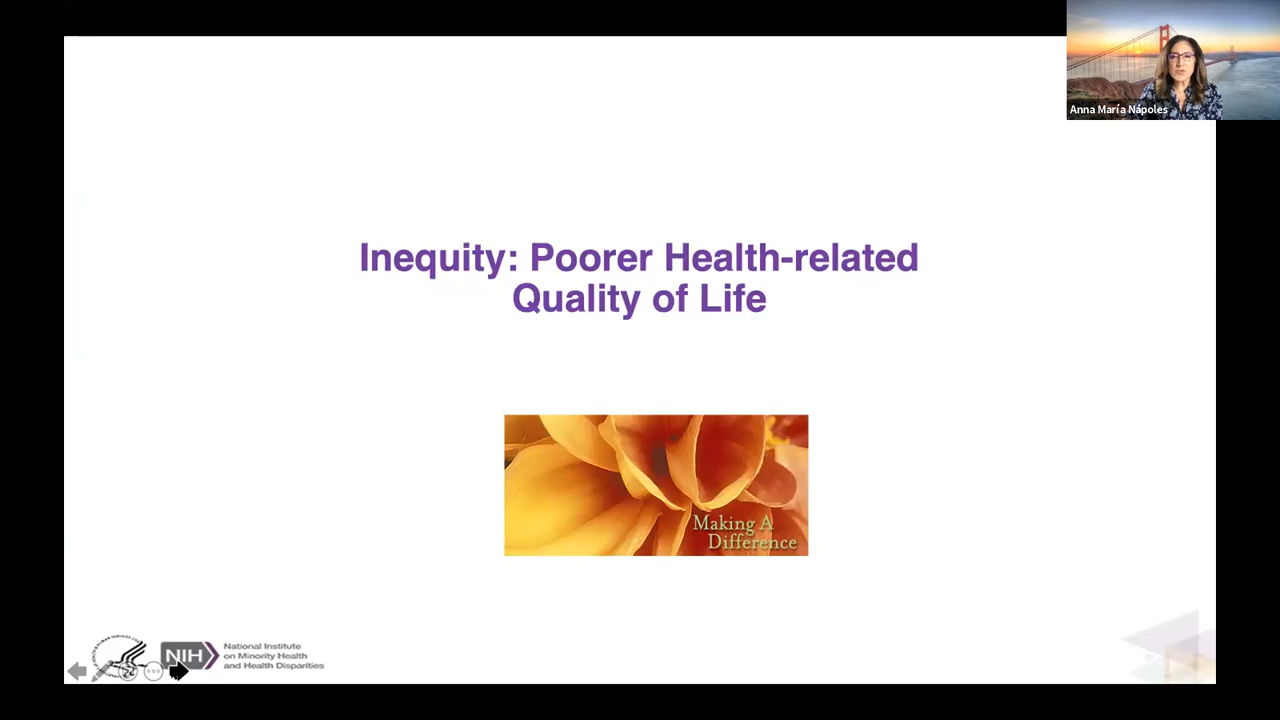 Anna María Nápoles
Inequity: Poorer Health-related
Quality of Life
Making A
Difference
NIH
National Institute
on Minority Health
and Health Disparities